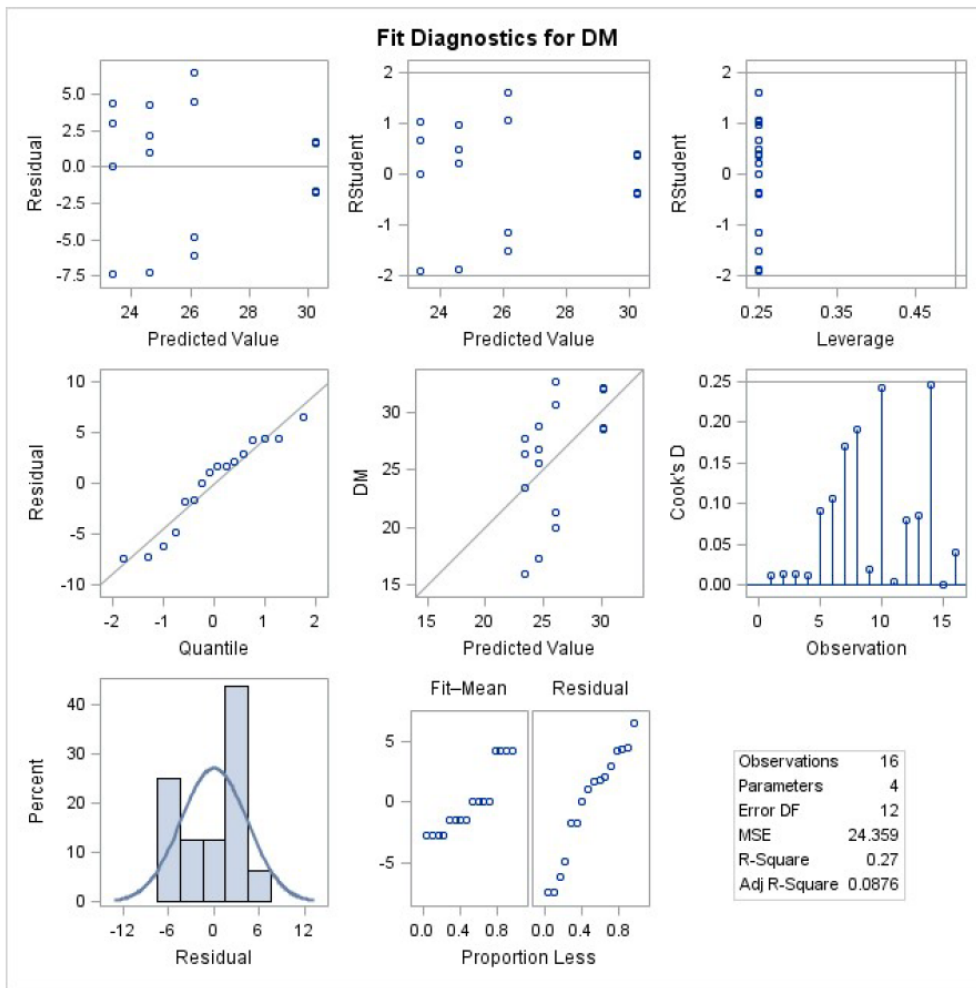 Fit Diagnostics for DM
Residual
5.0
2.5
0.0
-2.5
-5.0
-7.5
24 26 28 30
Predicted Value
RStudent
2
1
0
-1
-2
24 26 28 30
Predicted Value
RStudent
2
1
0
-1
-2
0.25 0.35 0.45
Leverage
Residual
10
5
0
-5
-10
-2 -1 0 1 2
Quantile
DM
30
25
20
15
15 20 25 30
Predicted Value
Cook's D
0.25
0.20
0.15
0.10
0.05
0.00
0 5 10 15
Observation
Percent
40
30
20
10
0
-12 -6 0 6 12
Residual
Fit–Mean Residual
5
0
-5
0.0 0.4 0.8 0.0 0.4 0.8
Proportion Less
Observations 16
Parameters 4
Error DF 12
MSE 24.359
R-Square 0.27
Adj R-Square 0.0876